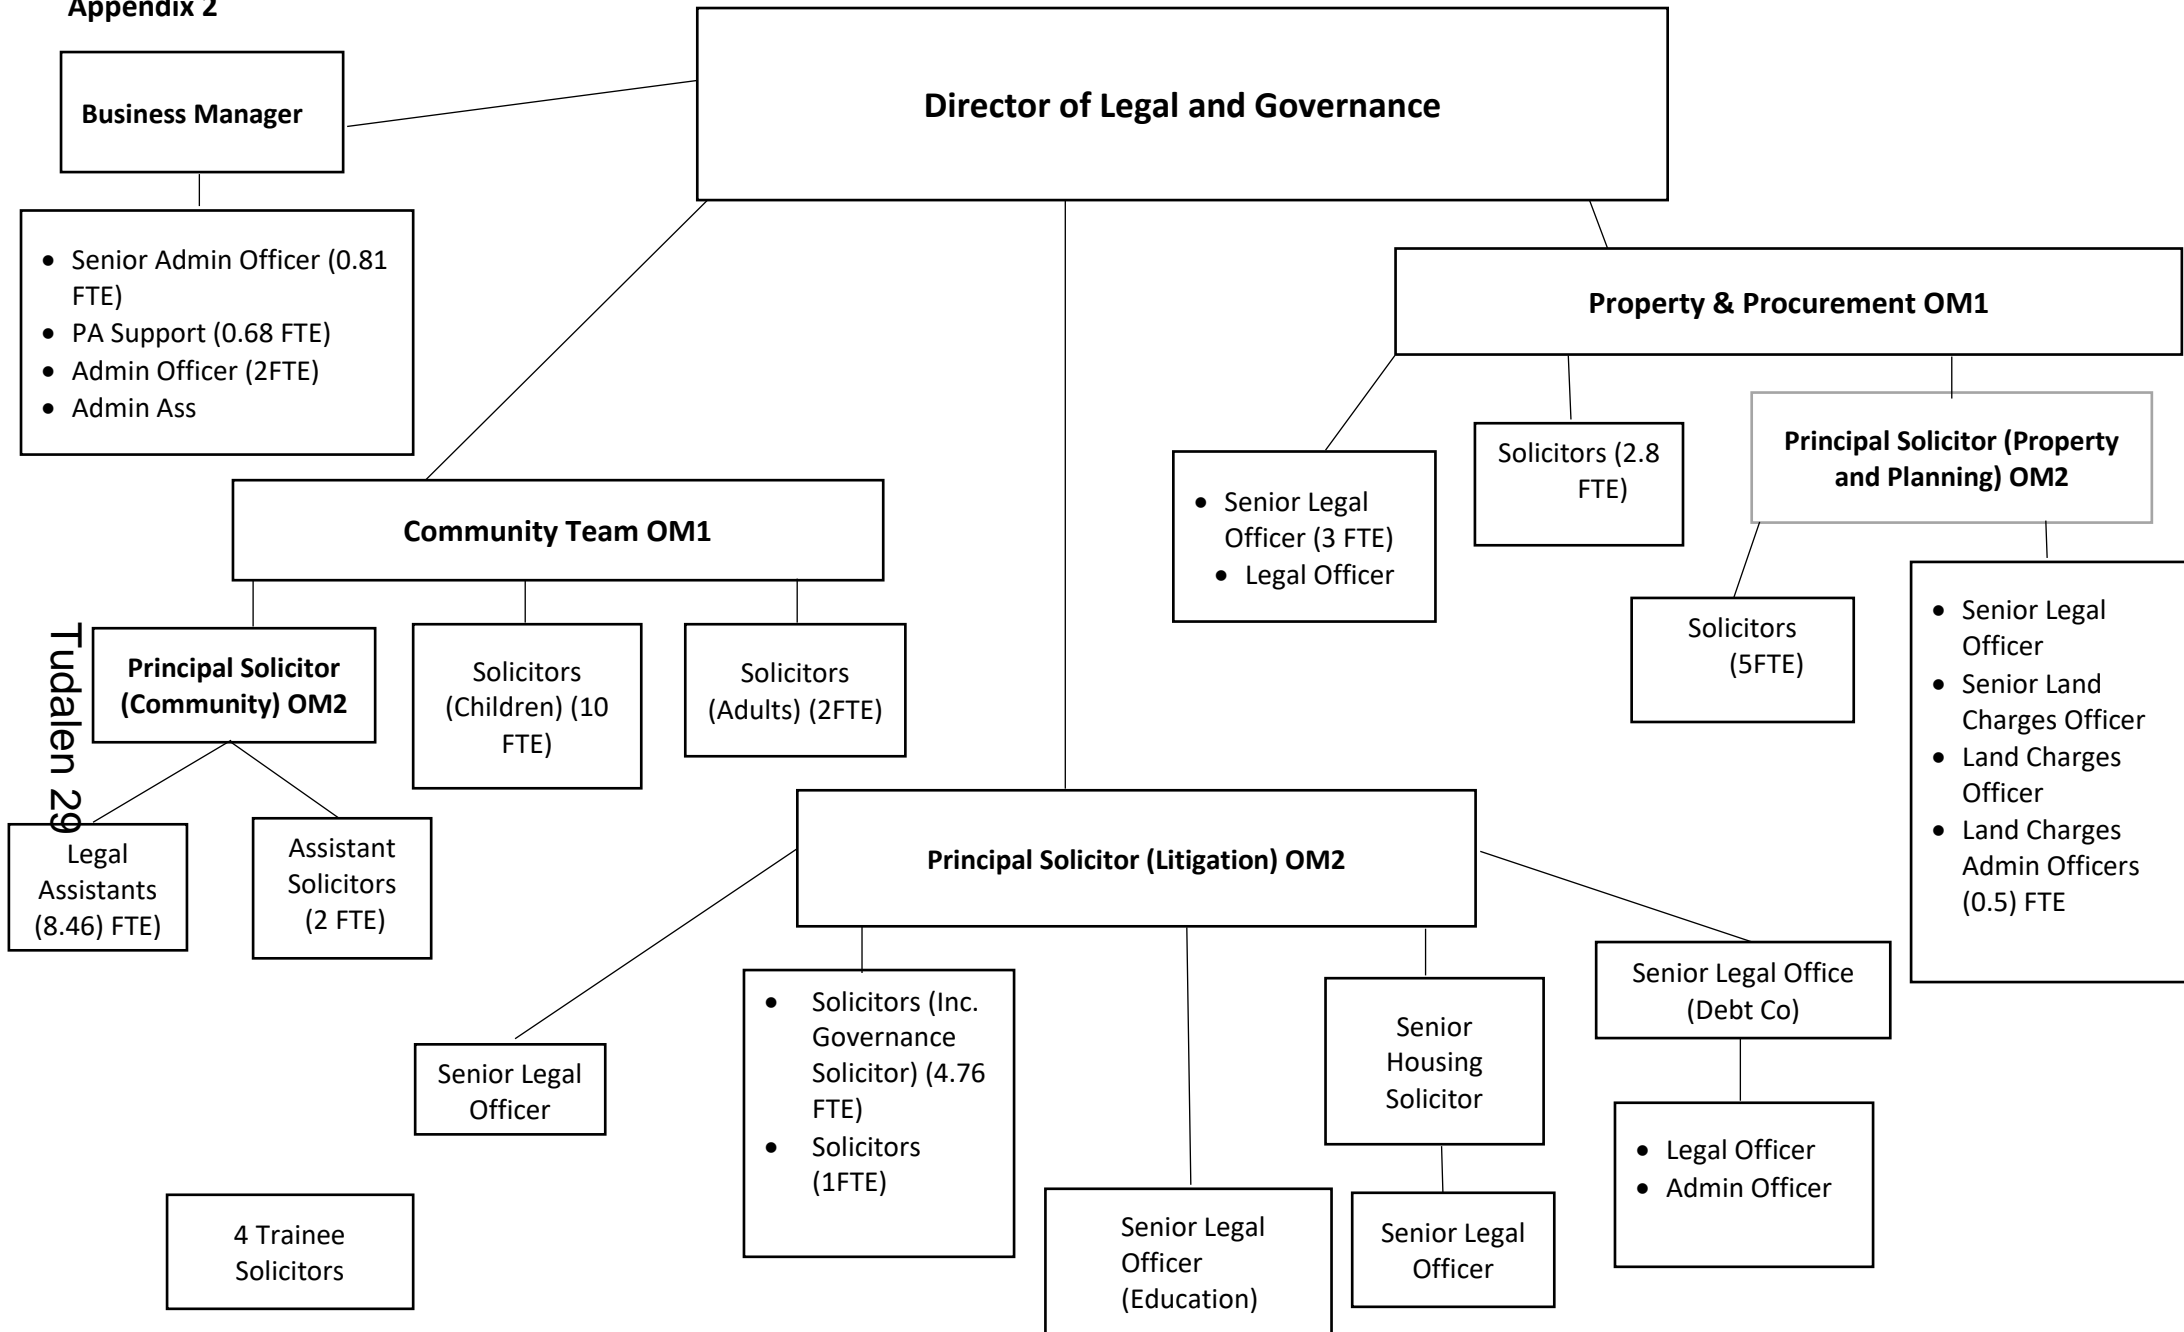 Appendix 2
Director of Legal and Governance
Business Manager
• Senior Admin Officer (0.81
FTE)
• PA Support (0.68 FTE)
• Admin Officer (2FTE)
• Admin Ass
Property & Procurement OM1
• Senior Legal
Officer (3 FTE)
• Legal Officer
Solicitors (2.8
FTE)
Principal Solicitor (Property
and Planning) OM2
Solicitors
(5FTE)
• Senior Legal
Officer
• Senior Land
Charges Officer
• Land Charges
Officer
• Land Charges
Admin Officers
(0.5) FTE
Community Team OM1
Principal Solicitor
(Community) OM2
Solicitors
(Children) (10
FTE)
Solicitors
(Adults) (2FTE)
Tudalen 29
Legal
Assistants
(8.46) FTE)
Assistant
Solicitors
(2 FTE)
Principal Solicitor (Litigation) OM2
Senior Legal
Officer
• Solicitors (Inc.
Governance
Solicitor) (4.76
FTE)
• Solicitors
(1FTE)
Senior Legal
Officer
(Education)
Senior
Housing
Solicitor
Senior Legal
Officer
Senior Legal Office
(Debt Co)
• Legal Officer
• Admin Officer
4 Trainee
Solicitors